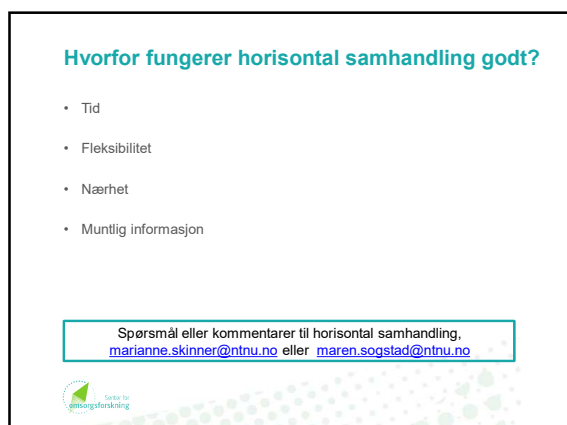 Hvorfor fungerer horisontal samhandling godt?
• Tid
• Fleksibilitet
• Nærhet
• Muntlig informasjon
Spørsmål eller kommentarer til horisontal samhandling,
marianne.skinner@ntnu.no eller maren.sogstad@ntnu.no
Senter for
omsorgsforskning